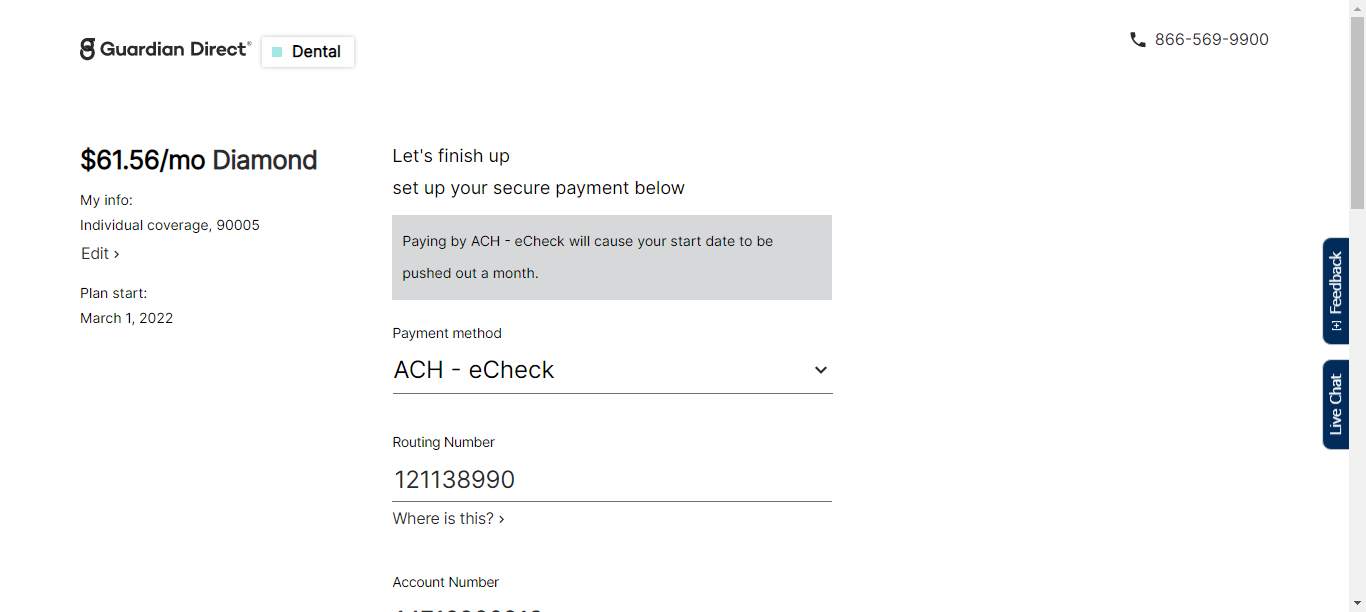 Guardian Direct®
Dental
866-569-9900
$61.56/mo Diamond
My info:
Individual coverage, 90005
Edit ›
Plan start:
March 1, 2022
Let's finish up
set up your secure payment below
Paying by ACH - eCheck will cause your start date to be
pushed out a month.
Payment method
ACH - eCheck
Routing Number
121138990
Where is this? ›
Account Number
[+] Feedback
Live Chat